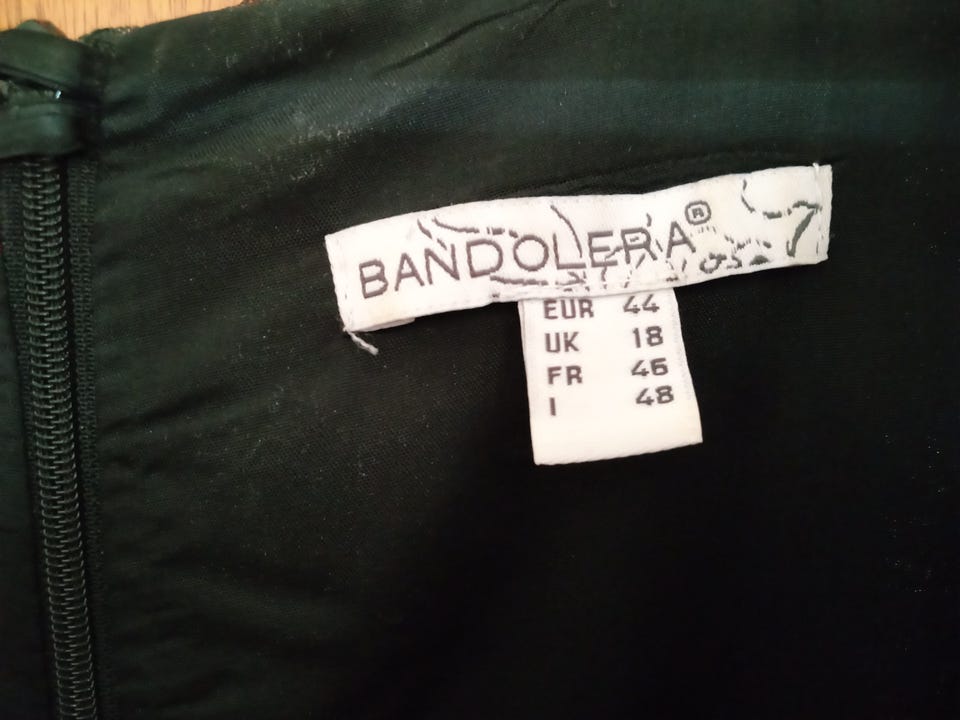 BANDOLERA®
EUR 44
UK 18
FR 46
I 48